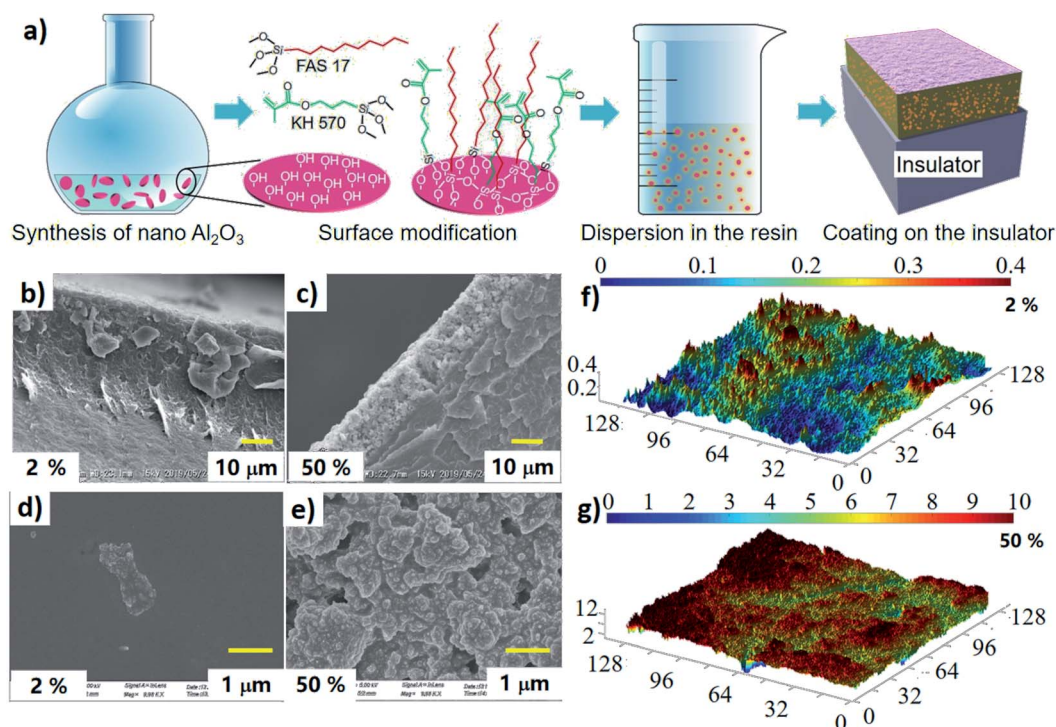 a)
FAS 17
KH 570
Si
O
OH
Insulator
Synthesis of nano Al₂O₃
Surface modification
Dispersion in the resin
Coating on the insulator
b)
2 %
10 μm
c)
50 %
10 μm
d)
2 %
1 μm
e)
50 %
1 μm
0 0.1 0.2 0.3 0.4
f)
2 %
0.4
0.2
128 96 64 32 0
0 32 64 96 128
0 1 2 3 4 5 6 7 8 9 10
g)
50 %
12
2
128 96 64 32 0
0 32 64 96 128